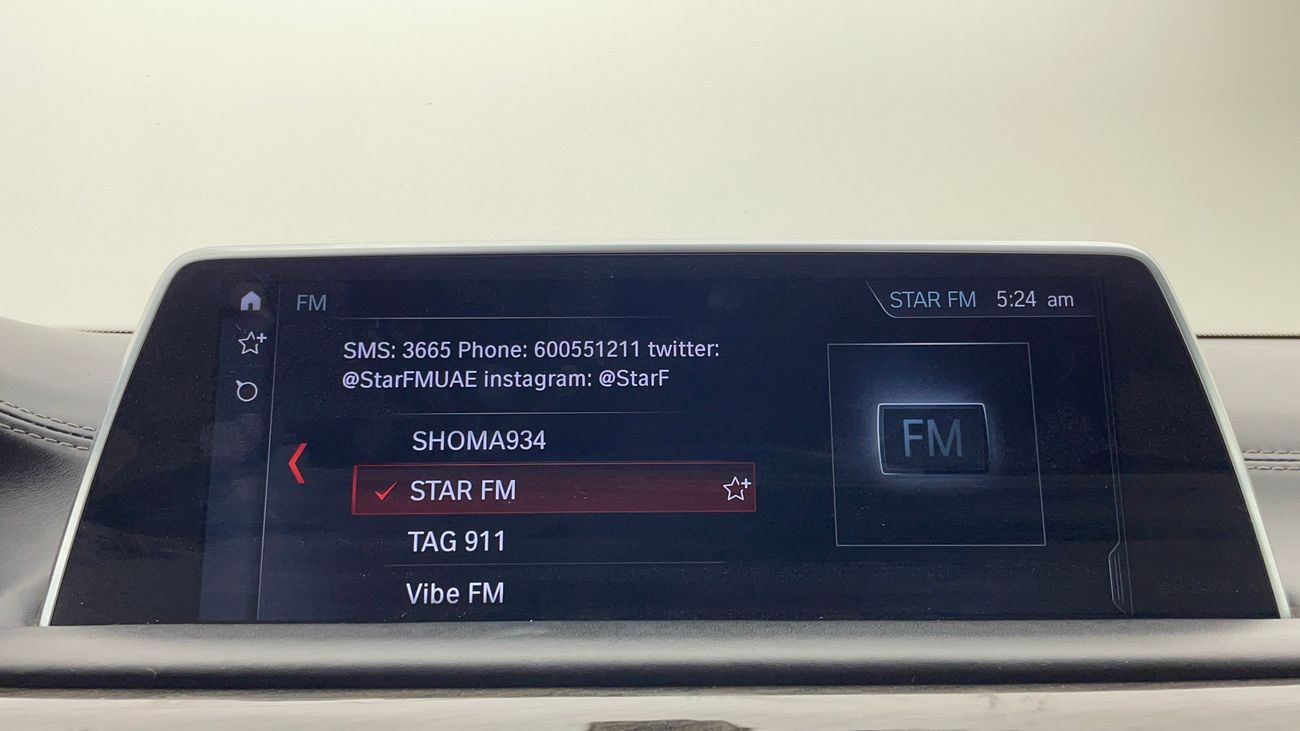 FM
STAR FM 5:24 am
SMS: 3665 Phone: 600551211 twitter:
@StarFMUAE instagram: @StarF
SHOMA934
STAR FM
TAG 911
Vibe FM
FM